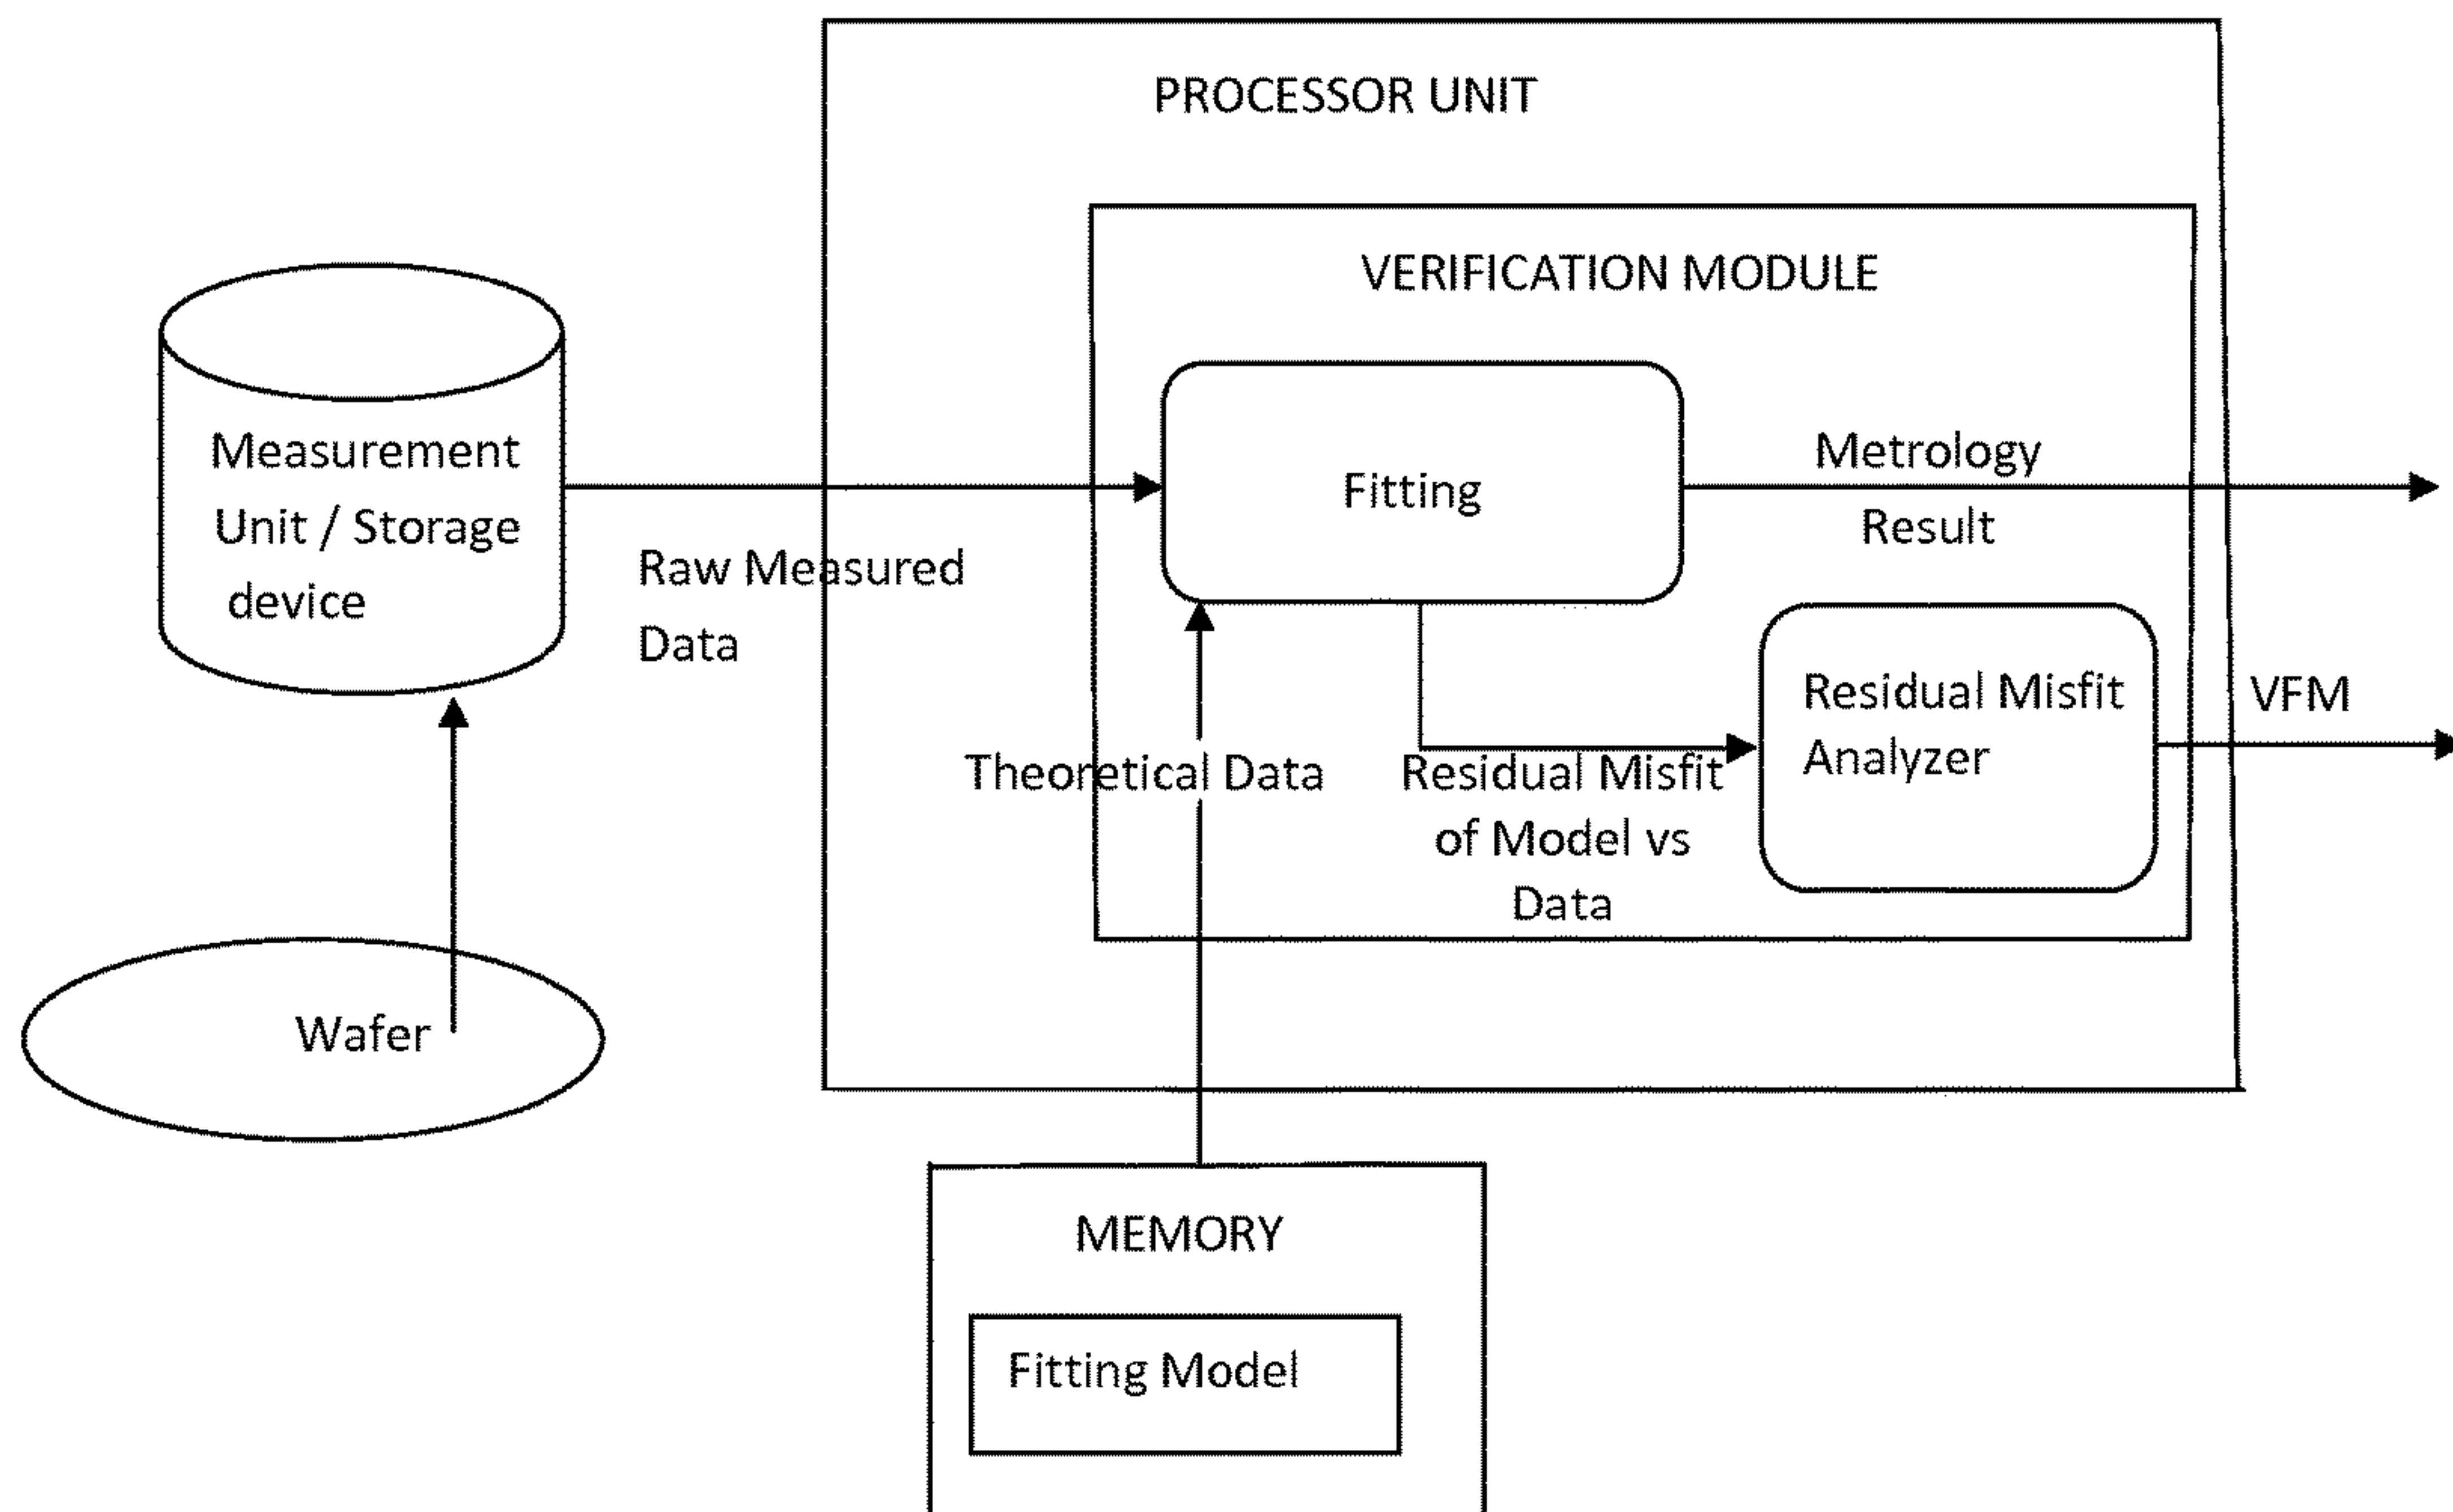 PROCESSOR UNIT
VERIFICATION MODULE
Measurement
Unit / Storage
device
Raw Measured
Data
Fitting
Metrology
Result
Residual Misfit
Analyzer
VFM
Theoretical Data
Residual Misfit
of Model vs
Data
Wafer
MEMORY
Fitting Model